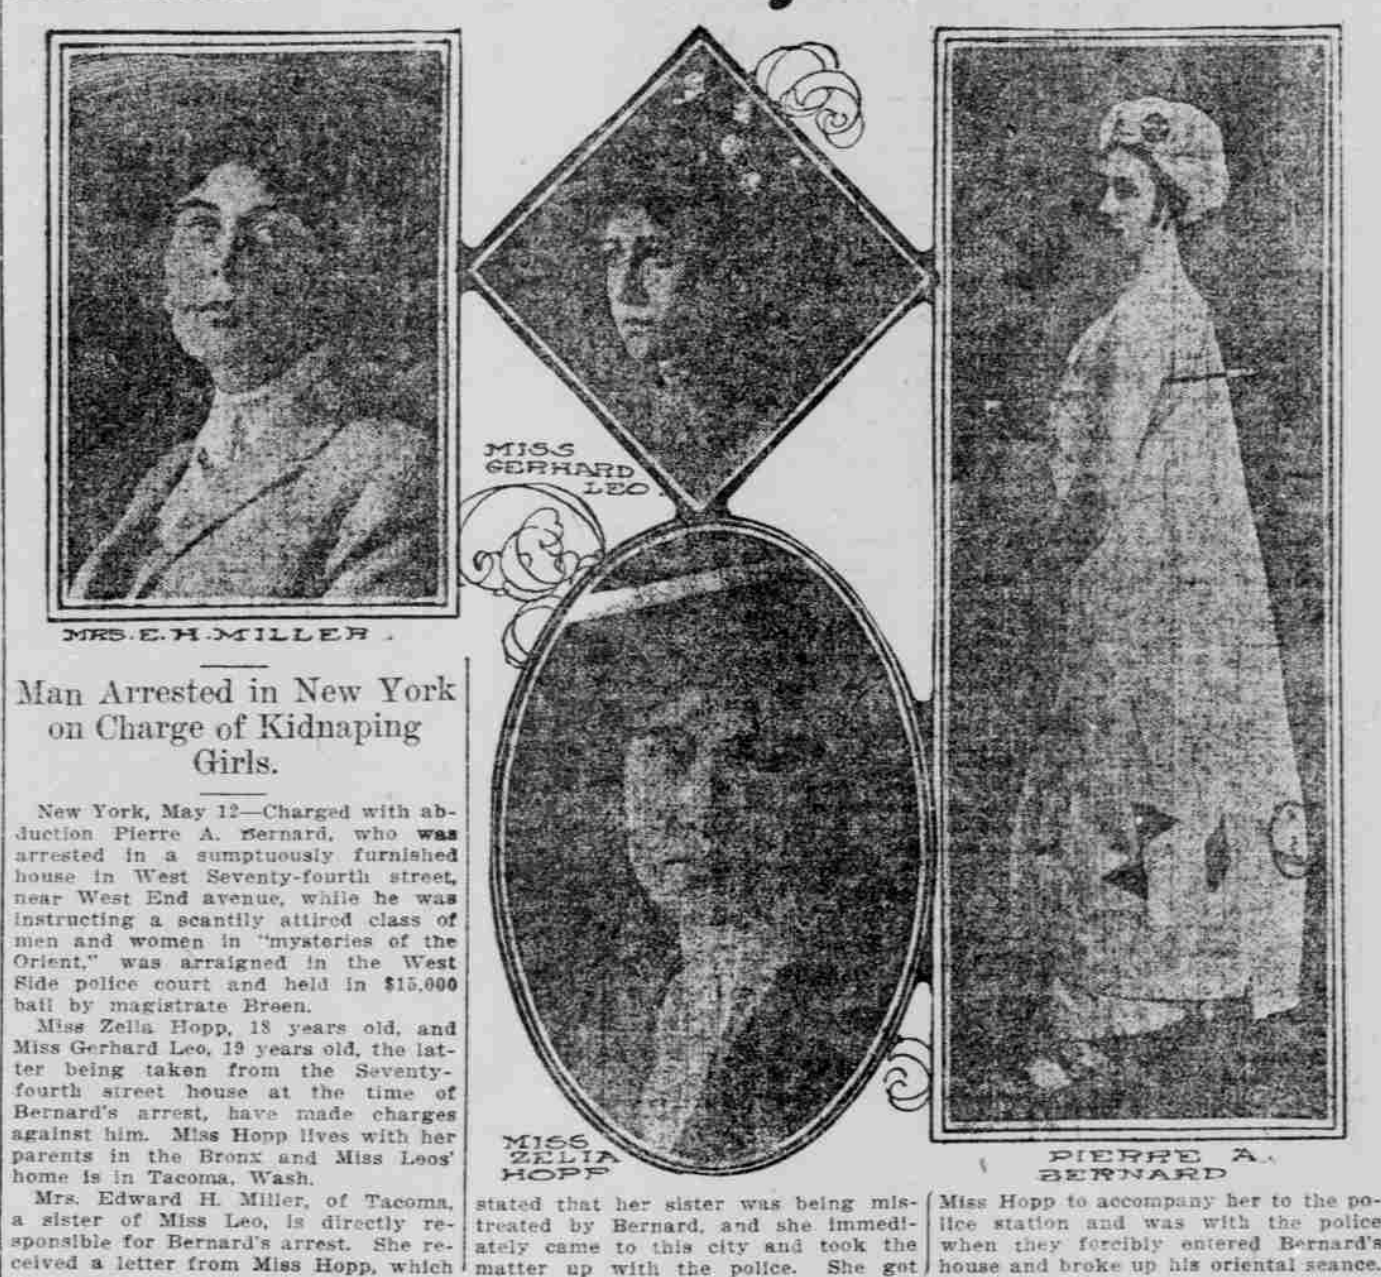 MRS. E. H. MILLER.
MISS
GERHARD
LEO.
MISS
ZELIA
HOPP
PIERRE A.
BERNARD
Man Arrested in New York
on Charge of Kidnaping
Girls.
New York, May 12—Charged with ab-
duction Pierre A. Bernard, who was
arrested in a sumptuously furnished
house in West Seventy-fourth street,
near West End avenue, while he was
instructing a scantily attired class of
men and women in "mysteries of the
Orient," was arraigned in the West
Side police court and held in $15,000
bail by magistrate Breen.
Miss Zella Hopp, 18 years old, and
Miss Gerhard Leo, 19 years old, the lat-
ter being taken from the Seventy-
fourth street house at the time of
Bernard's arrest, have made charges
against him. Miss Hopp lives with her
parents in the Bronx and Miss Leos'
home is in Tacoma, Wash.
Mrs. Edward H. Miller, of Tacoma,
a sister of Miss Leo, is directly re-
sponsible for Bernard's arrest. She re-
ceived a letter from Miss Hopp, which
stated that her sister was being mis-
treated by Bernard, and she immedi-
ately came to this city and took the
matter up with the police. She got
Miss Hopp to accompany her to the po-
lice station and was with the police
when they forcibly entered Bernard's
house and broke up his oriental seance.